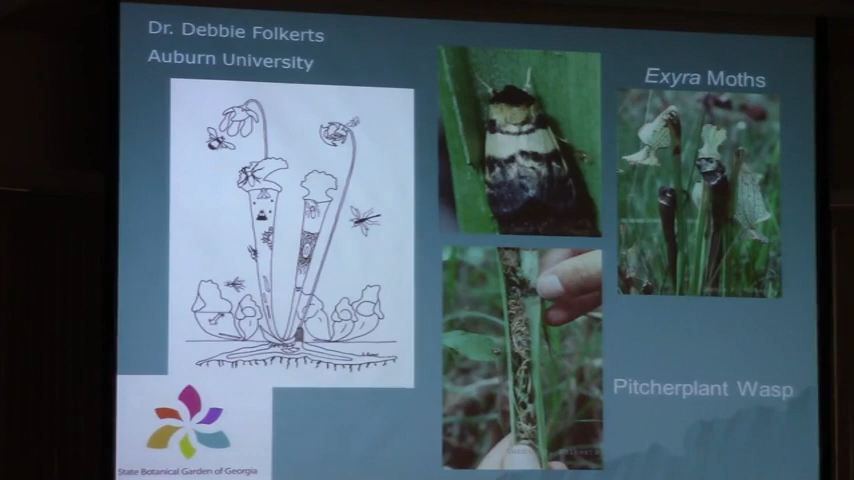 Dr. Debbie Folkerts
Auburn University
Exyra Moths
Pitcherplant Wasp
State Botanical Garden of Georgia